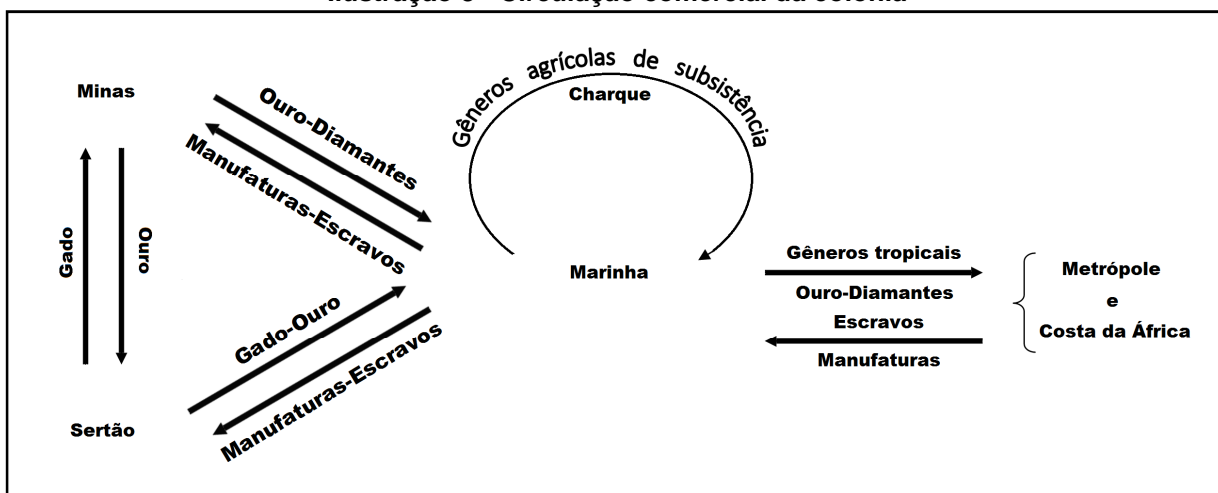 Minas
Ouro-Diamantes
Manufaturas-Escravos
Gêneros agrícolas de subsistência
Charque
Gado
Ouro
Marinha
Gêneros tropicais
Ouro-Diamantes
Escravos
Manufaturas
Metrópole
e
Costa da África
Gado-Ouro
Manufaturas-Escravos
Sertão